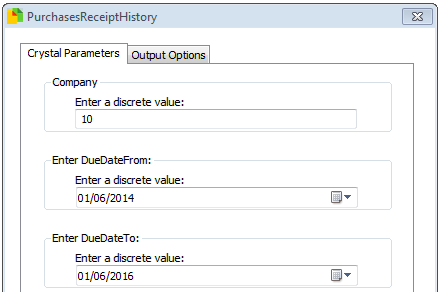 PurchasesReceiptHistory
Crystal Parameters Output Options
Company
Enter a discrete value:
10
Enter DueDateFrom:
Enter a discrete value:
01/06/2014
Enter DueDateTo:
Enter a discrete value:
01/06/2016